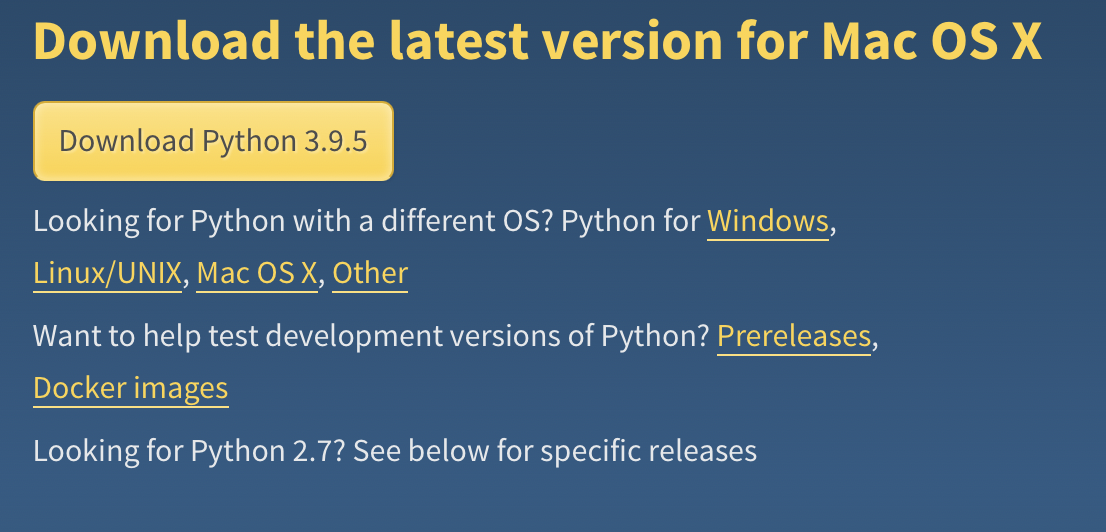 Download the latest version for Mac OS X
Download Python 3.9.5
Looking for Python with a different OS? Python for Windows,
Linux/UNIX, Mac OS X, Other
Want to help test development versions of Python? Prereleases,
Docker images
Looking for Python 2.7? See below for specific releases